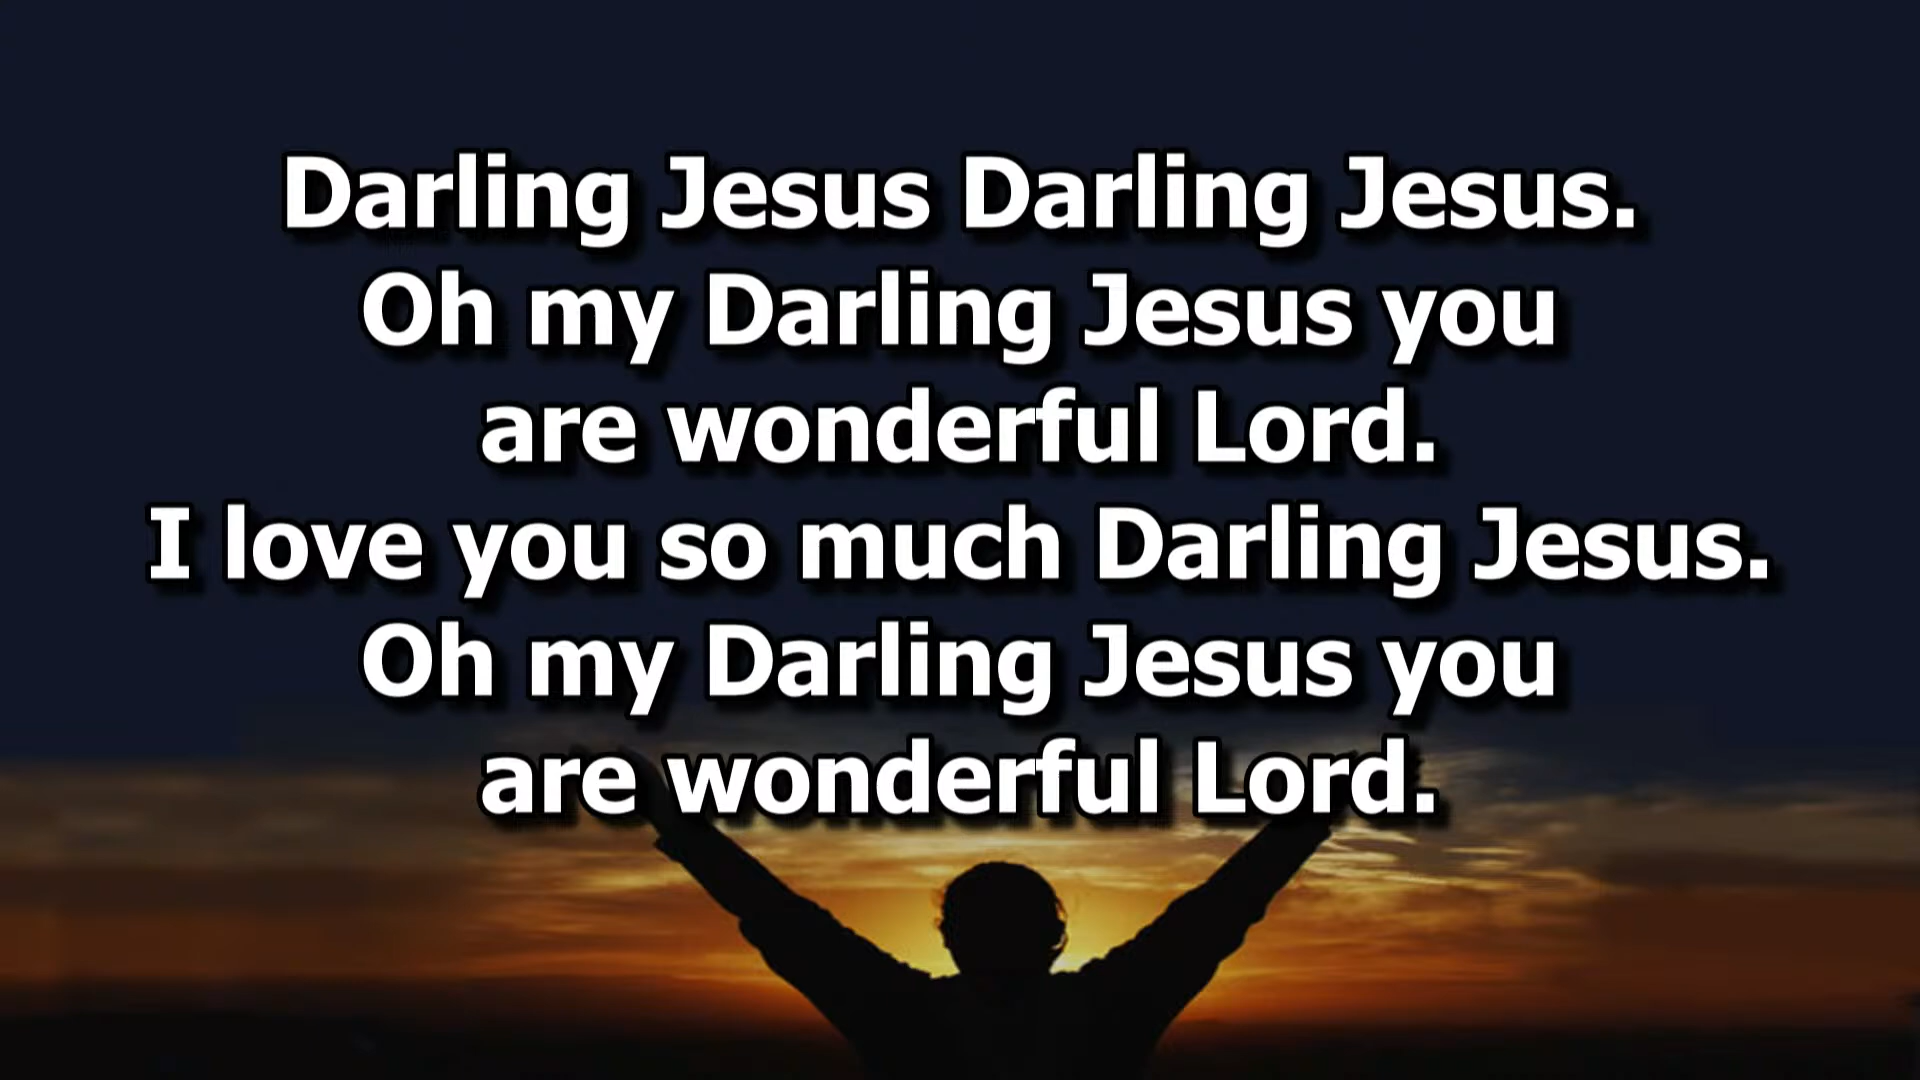 Darling Jesus Darling Jesus.
Oh my Darling Jesus you
are wonderful Lord.
I love you so much Darling Jesus.
Oh my Darling Jesus you
are wonderful Lord.